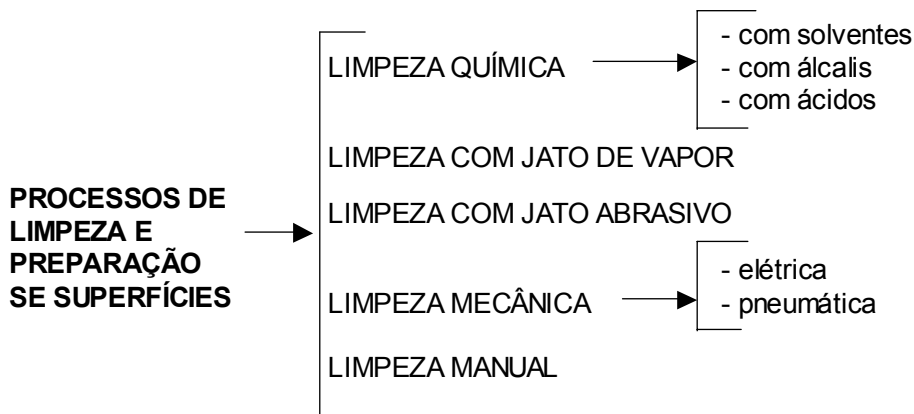 PROCESSOS DE
LIMPEZA E
PREPARAÇÃO
SE SUPERFÍCIES
LIMPEZA QUÍMICA
- com solventes
- com álcalis
- com ácidos
LIMPEZA COM JATO DE VAPOR
LIMPEZA COM JATO ABRASIVO
LIMPEZA MECÂNICA
- elétrica
- pneumática
LIMPEZA MANUAL